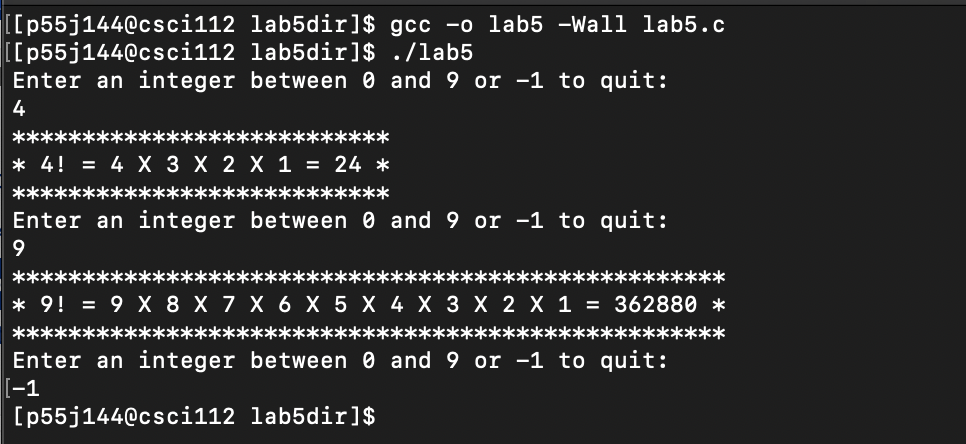 [[p55j144@csci112 lab5dir]$ gcc -o lab5 -Wall lab5.c
[[p55j144@csci112 lab5dir]$ ./lab5
Enter an integer between 0 and 9 or -1 to quit:
4
***************************
* 4! = 4 X 3 X 2 X 1 = 24 *
***************************
Enter an integer between 0 and 9 or -1 to quit:
9
***************************************************
* 9! = 9 X 8 X 7 X 6 X 5 X 4 X 3 X 2 X 1 = 362880 *
***************************************************
Enter an integer between 0 and 9 or -1 to quit:
[-1
[p55j144@csci112 lab5dir]$